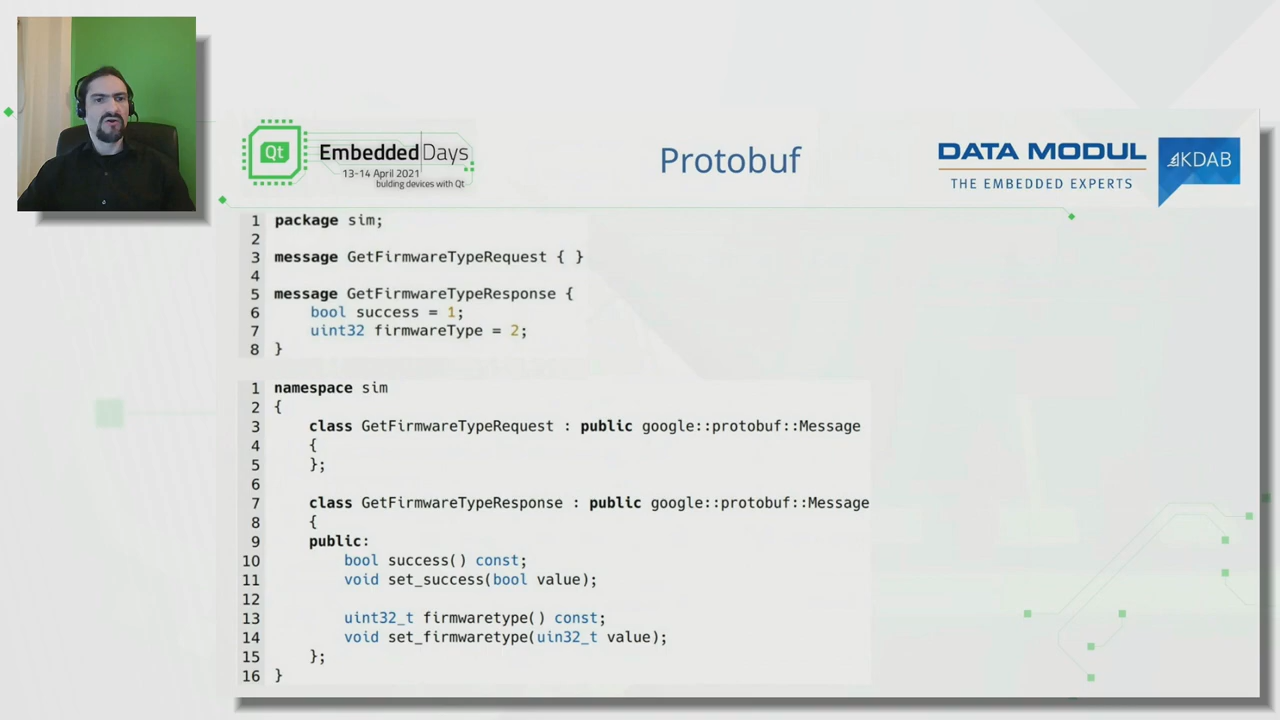 Qt
Embedded Days
13-14 April 2021
bulding devices with Qt
Protobuf
DATA MODUL
THE EMBEDDED EXPERTS
KDAB
1 package sim;
2
3 message GetFirmwareTypeRequest { }
4
5 message GetFirmwareTypeResponse {
6 bool success = 1;
7 uint32 firmwareType = 2;
8 }
1 namespace sim
2 {
3 class GetFirmwareTypeRequest : public google::protobuf::Message
4 {
5 };
6
7 class GetFirmwareTypeResponse : public google::protobuf::Message
8 {
9 public:
10 bool success() const;
11 void set_success(bool value);
12
13 uint32_t firmwaretype() const;
14 void set_firmwaretype(uin32_t value);
15 };
16 }